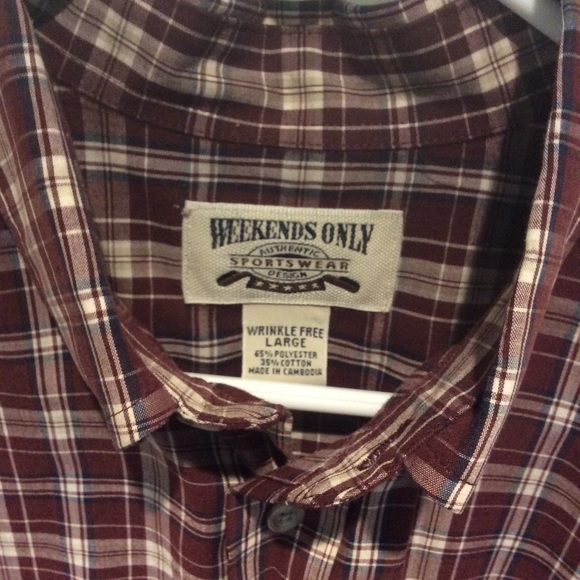 WEEKENDS ONLY
AUTHENTIC
SPORTSWEAR
DESIGN
WRINKLE FREE
LARGE
65% POLYESTER
35% COTTON
MADE IN CAMBODIA